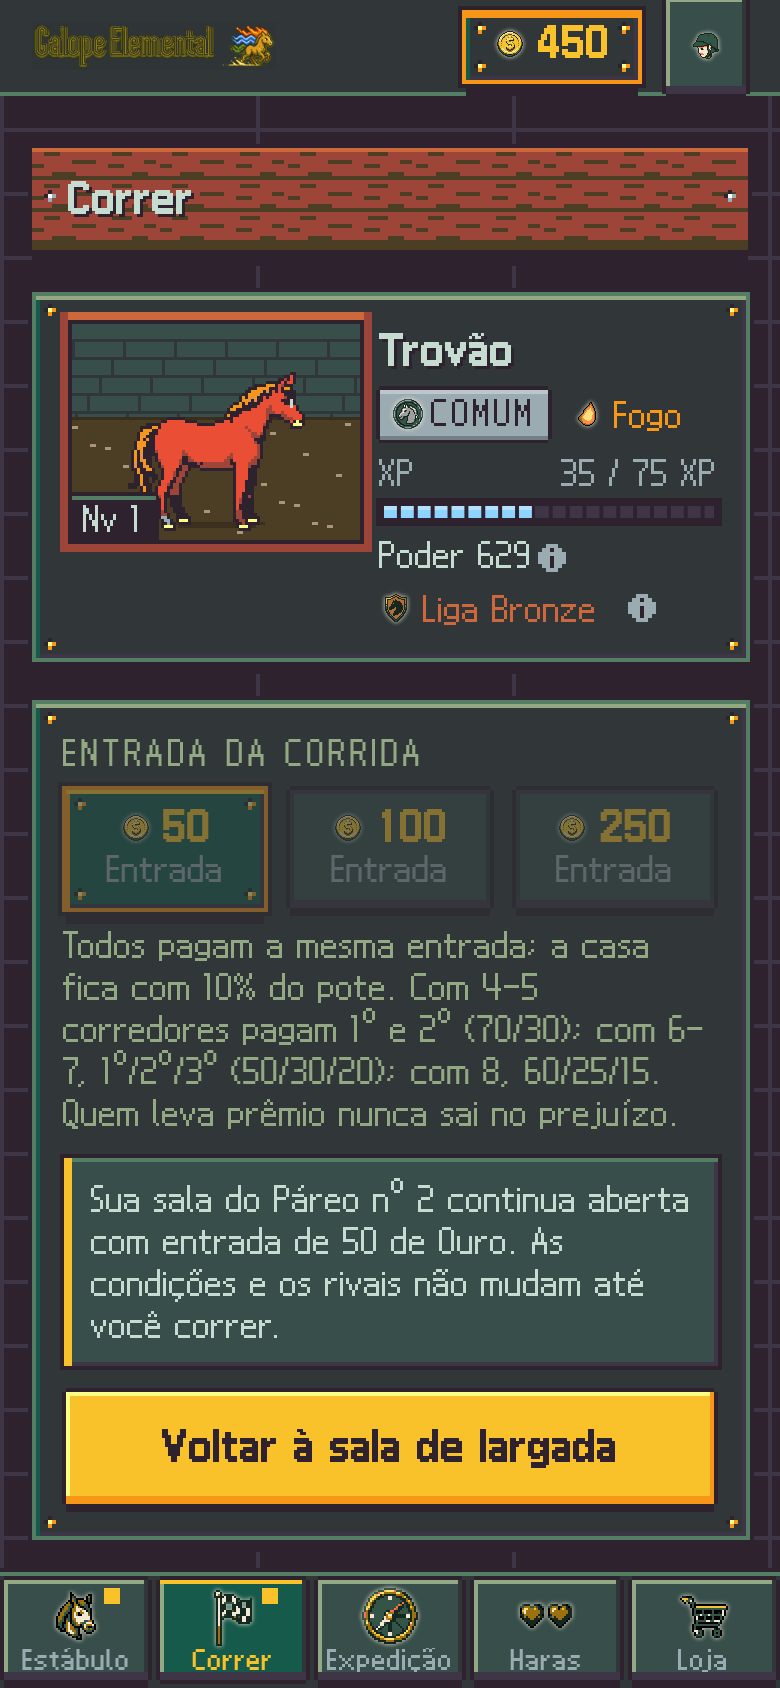 Galope Elemental
450
Correr
Trovão
COMUM
Fogo
XP
35 / 75 XP
Nv 1
Poder 629
Liga Bronze
ENTRADA DA CORRIDA
50
Entrada
100
Entrada
250
Entrada
Todos pagam a mesma entrada; a casa
fica com 10% do pote. Com 4-5
corredores pagam 1º e 2º (70/30); com 6-
7, 1º/2º/3º (50/30/20); com 8, 60/25/15.
Quem leva prêmio nunca sai no prejuízo.
Sua sala do Páreo nº 2 continua aberta
com entrada de 50 de Ouro. As
condições e os rivais não mudam até
você correr.
Voltar à sala de largada
Estábulo
Correr
Expedição
Haras
Loja